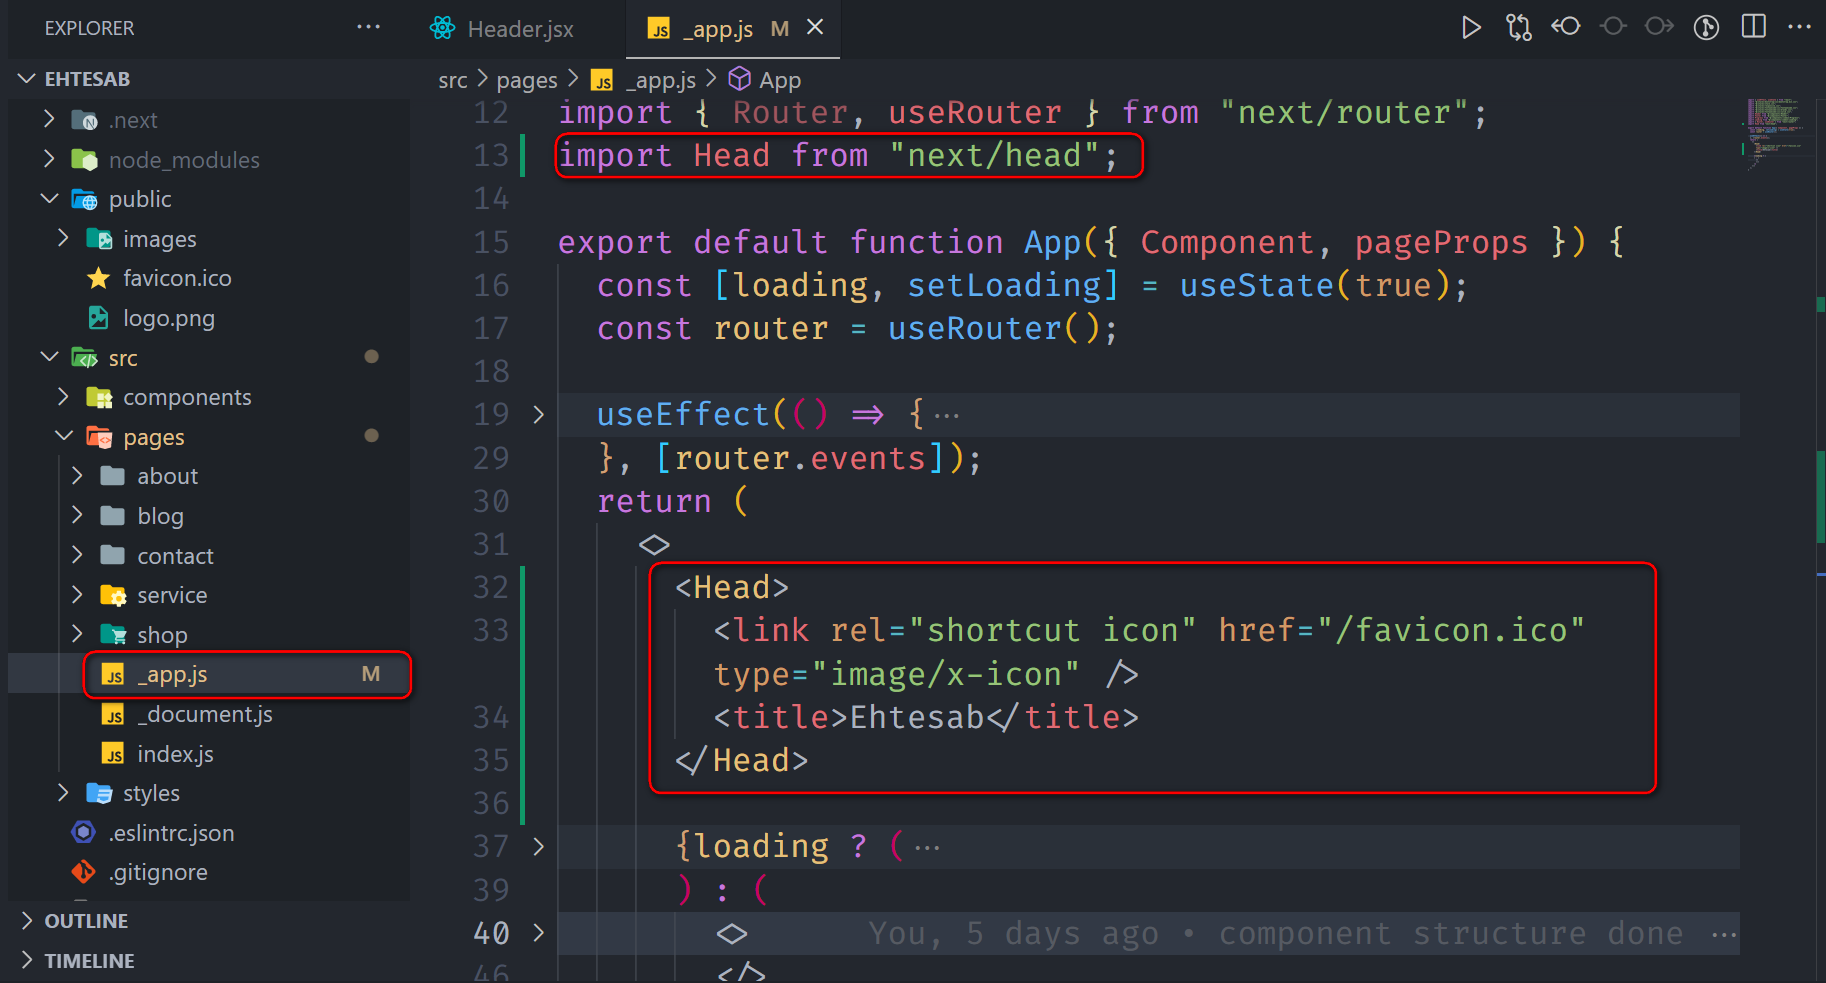 EXPLORER ···
Header.jsx
_app.js M
EHTESAB
src > pages > _app.js > App
.next
node_modules
public
images
favicon.ico
logo.png
src
components
pages
about
blog
contact
service
shop
_app.js M
_document.js
index.js
styles
.eslintrc.json
.gitignore
OUTLINE
TIMELINE
12 import { Router, useRouter } from "next/router";
13 import Head from "next/head";
14
15 export default function App({ Component, pageProps }) {
16 const [loading, setLoading] = useState(true);
17 const router = useRouter();
18
19 useEffect(() => { ···
29 }, [router.events]);
30 return (
31 <>
32 <Head>
33 <link rel="shortcut icon" href="/favicon.ico"
type="image/x-icon" />
34 <title>Ehtesab</title>
35 </Head>
36
37 {loading ? ( ···
39 ) : (
40 <> You, 5 days ago • component structure done ···
46 </>